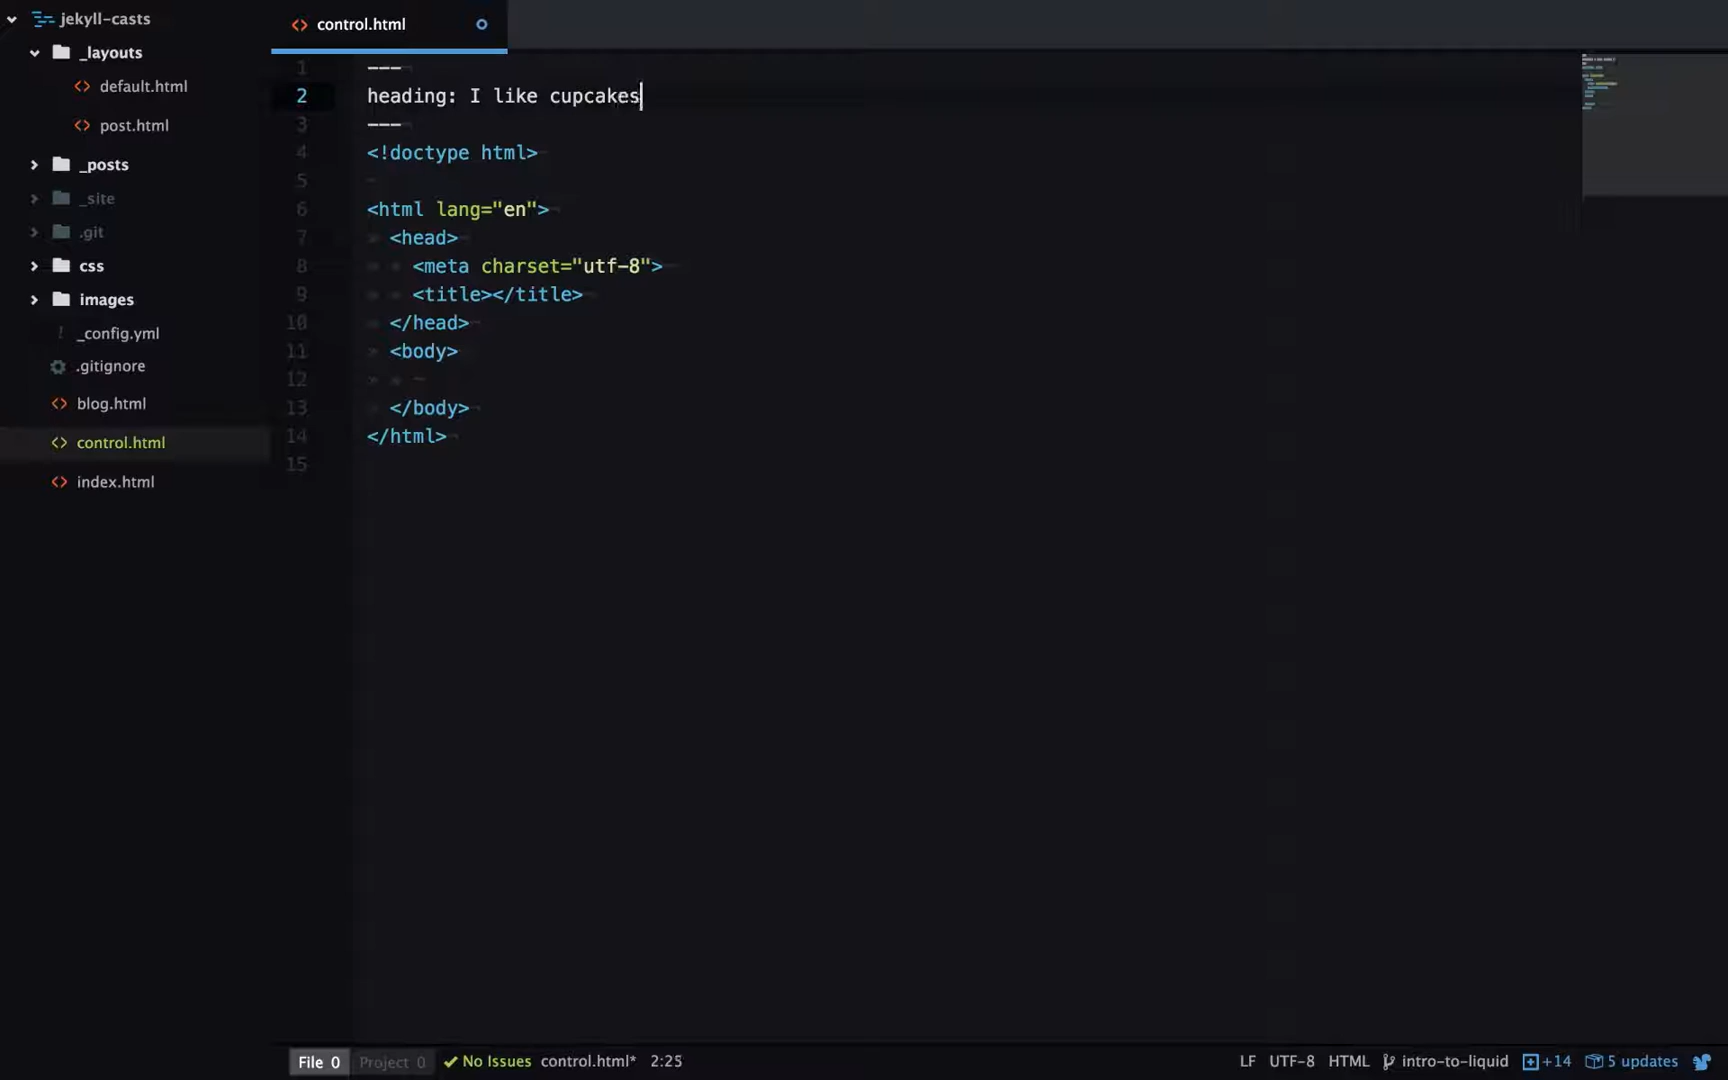 jekyll-casts
_layouts
default.html
post.html
_posts
_site
.git
css
images
_config.yml
.gitignore
blog.html
control.html
index.html
control.html
1 ---
2 heading: I like cupcakes
3 ---
4 <!doctype html>
5
6 <html lang="en">
7 <head>
8 <meta charset="utf-8">
9 <title></title>
10 </head>
11 <body>
12
13 </body>
14 </html>
15
File 0 Project 0 No Issues control.html* 2:25 LF UTF-8 HTML intro-to-liquid +14 5 updates